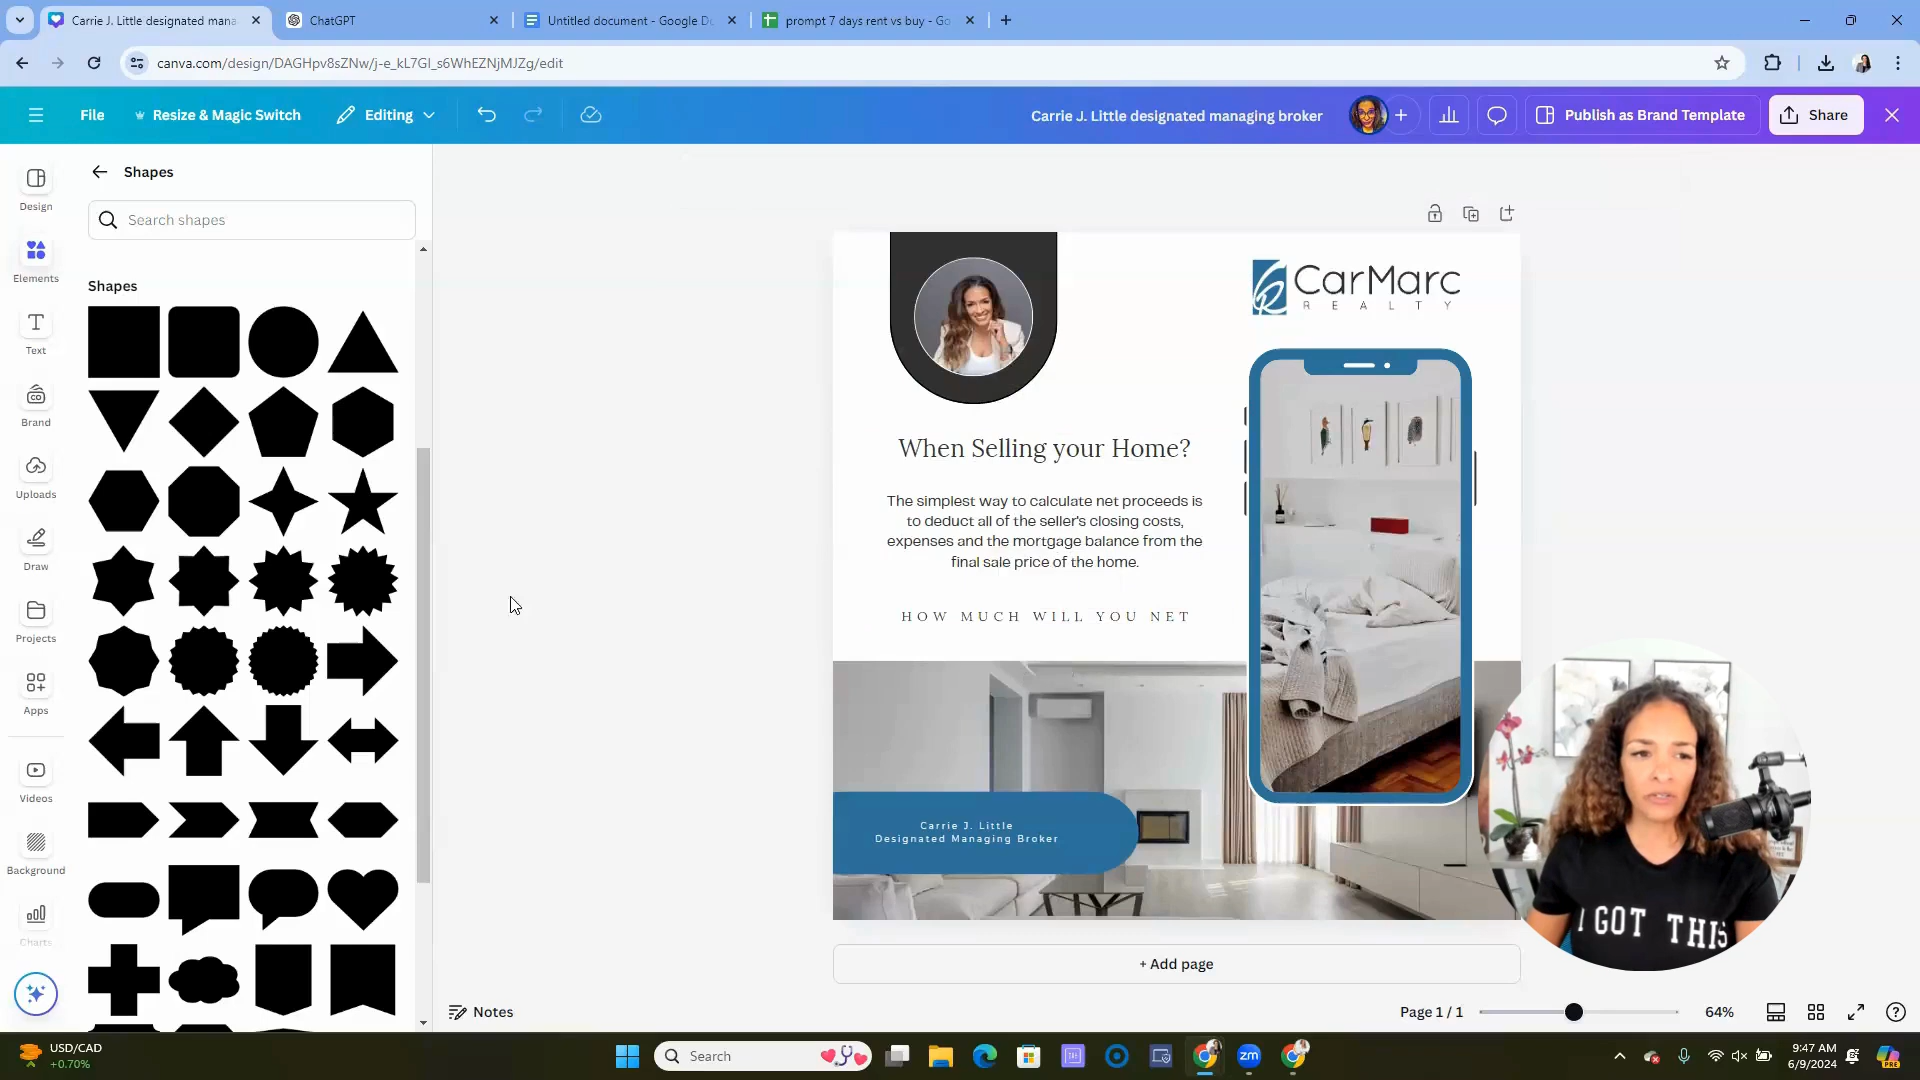 Carrie J. Little designated mana
ChatGPT
Untitled document - Google D
prompt 7 days rent vs buy - Go
canva.com/design/DAGHpv8sZNw/j-e_kL7GI_s6WhEZNjMJZg/edit
File
Resize & Magic Switch
Editing
Carrie J. Little designated managing broker
Publish as Brand Template
Share
Shapes
Search shapes
Design
Elements
Text
Brand
Uploads
Draw
Projects
Apps
Videos
Background
Charts
Shapes
CarMarc
REALTY
When Selling your Home?
The simplest way to calculate net proceeds is
to deduct all of the seller's closing costs,
expenses and the mortgage balance from the
final sale price of the home.
HOW MUCH WILL YOU NET
Carrie J. Little
Designated Managing Broker
I GOT THIS
+ Add page
Notes
Page 1 / 1
64%
USD/CAD
+0.70%
Search
zm
9:47 AM
6/9/2024
PRE